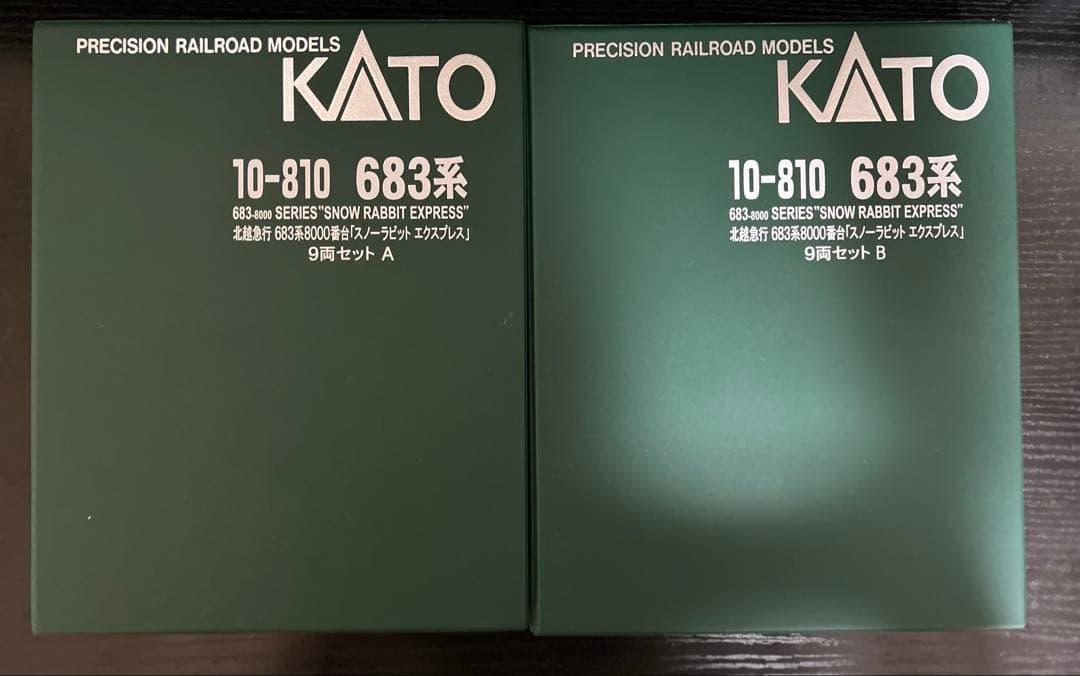 PRECISION RAILROAD MODELS
KATO
10-810 683系
683-8000 SERIES"SNOW RABBIT EXPRESS"
北越急行 683系8000番台「スノーラビット エクスプレス」
9両セット A
PRECISION RAILROAD MODELS
KATO
10-810 683系
683-8000 SERIES"SNOW RABBIT EXPRESS"
北越急行 683系8000番台「スノーラビット エクスプレス」
9両セット B